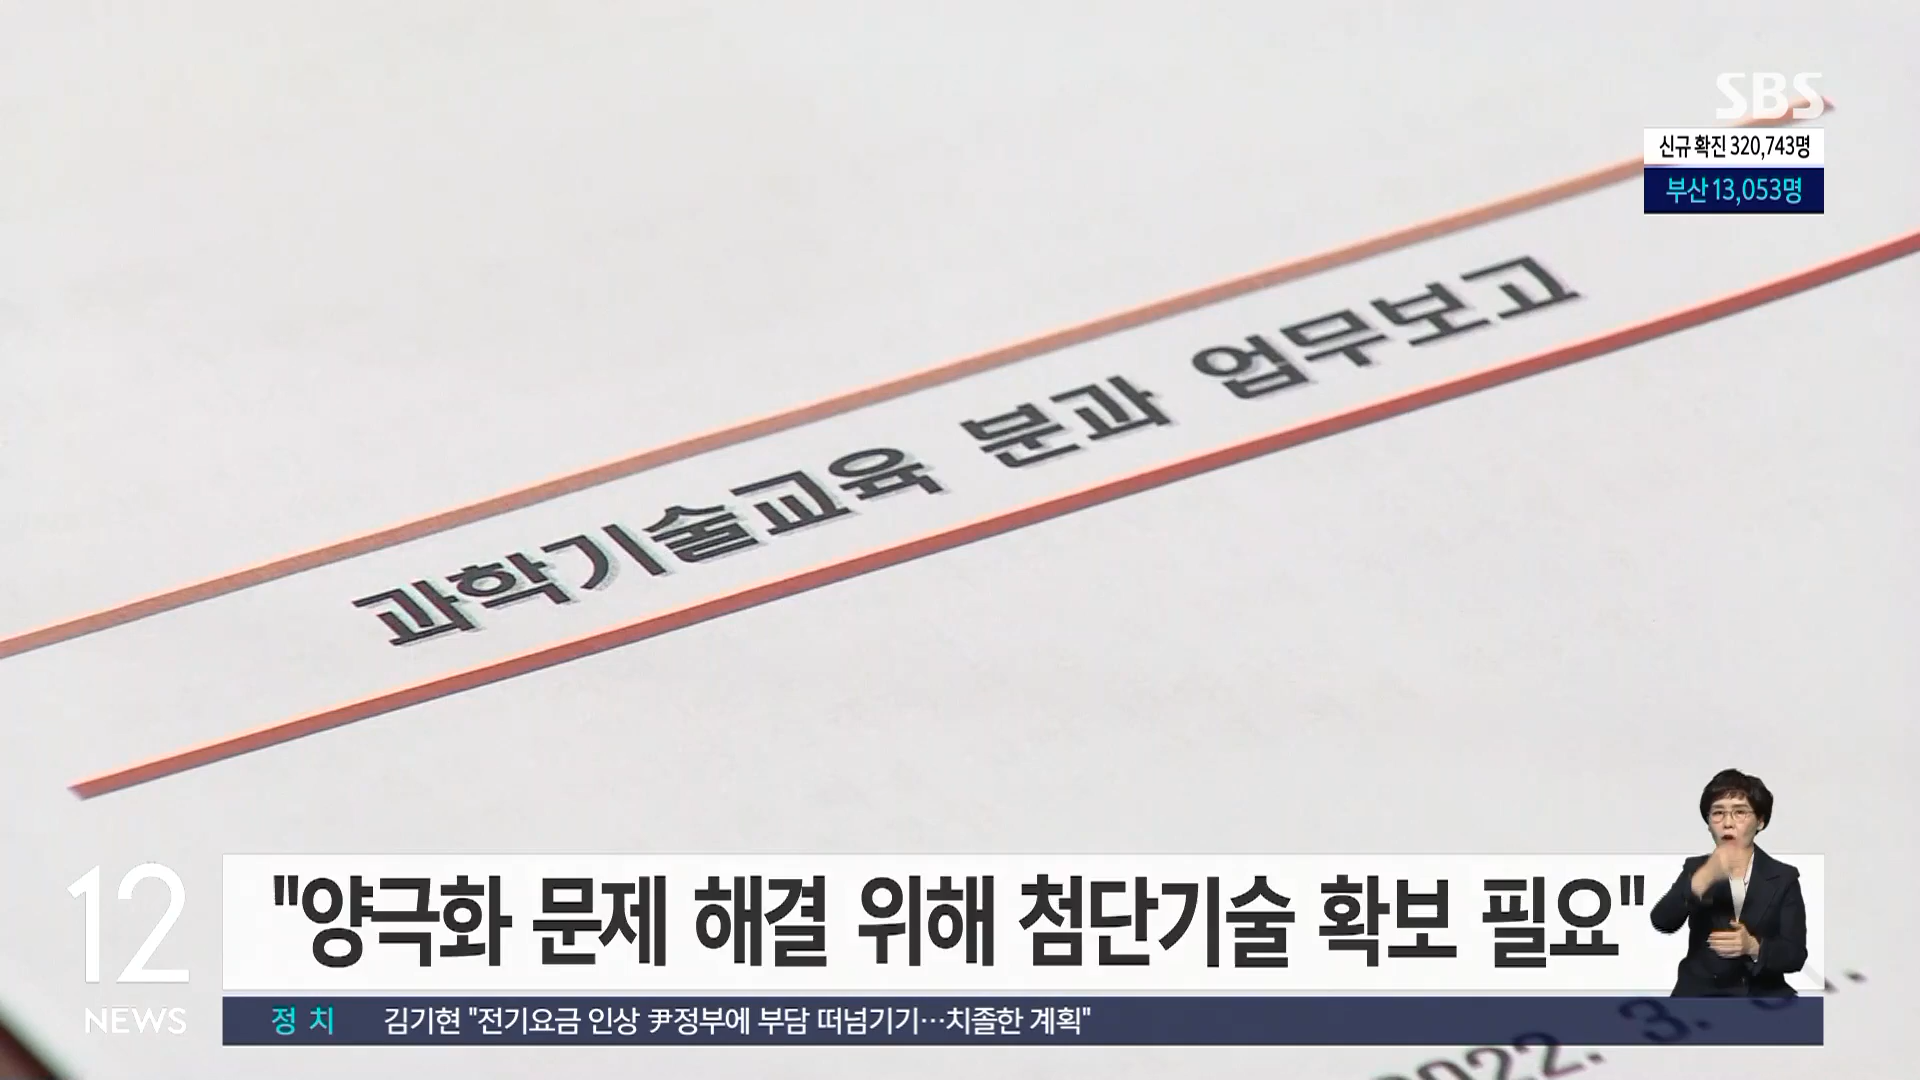 SBS
신규 확진 320,743명
부산 13,053명
과학기술교육 분과 업무보고
12
NEWS
"양극화 문제 해결 위해 첨단기술 확보 필요"
정 치 김기현 "전기요금 인상 尹정부에 부담 떠넘기기…치졸한 계획"
2022. 3.